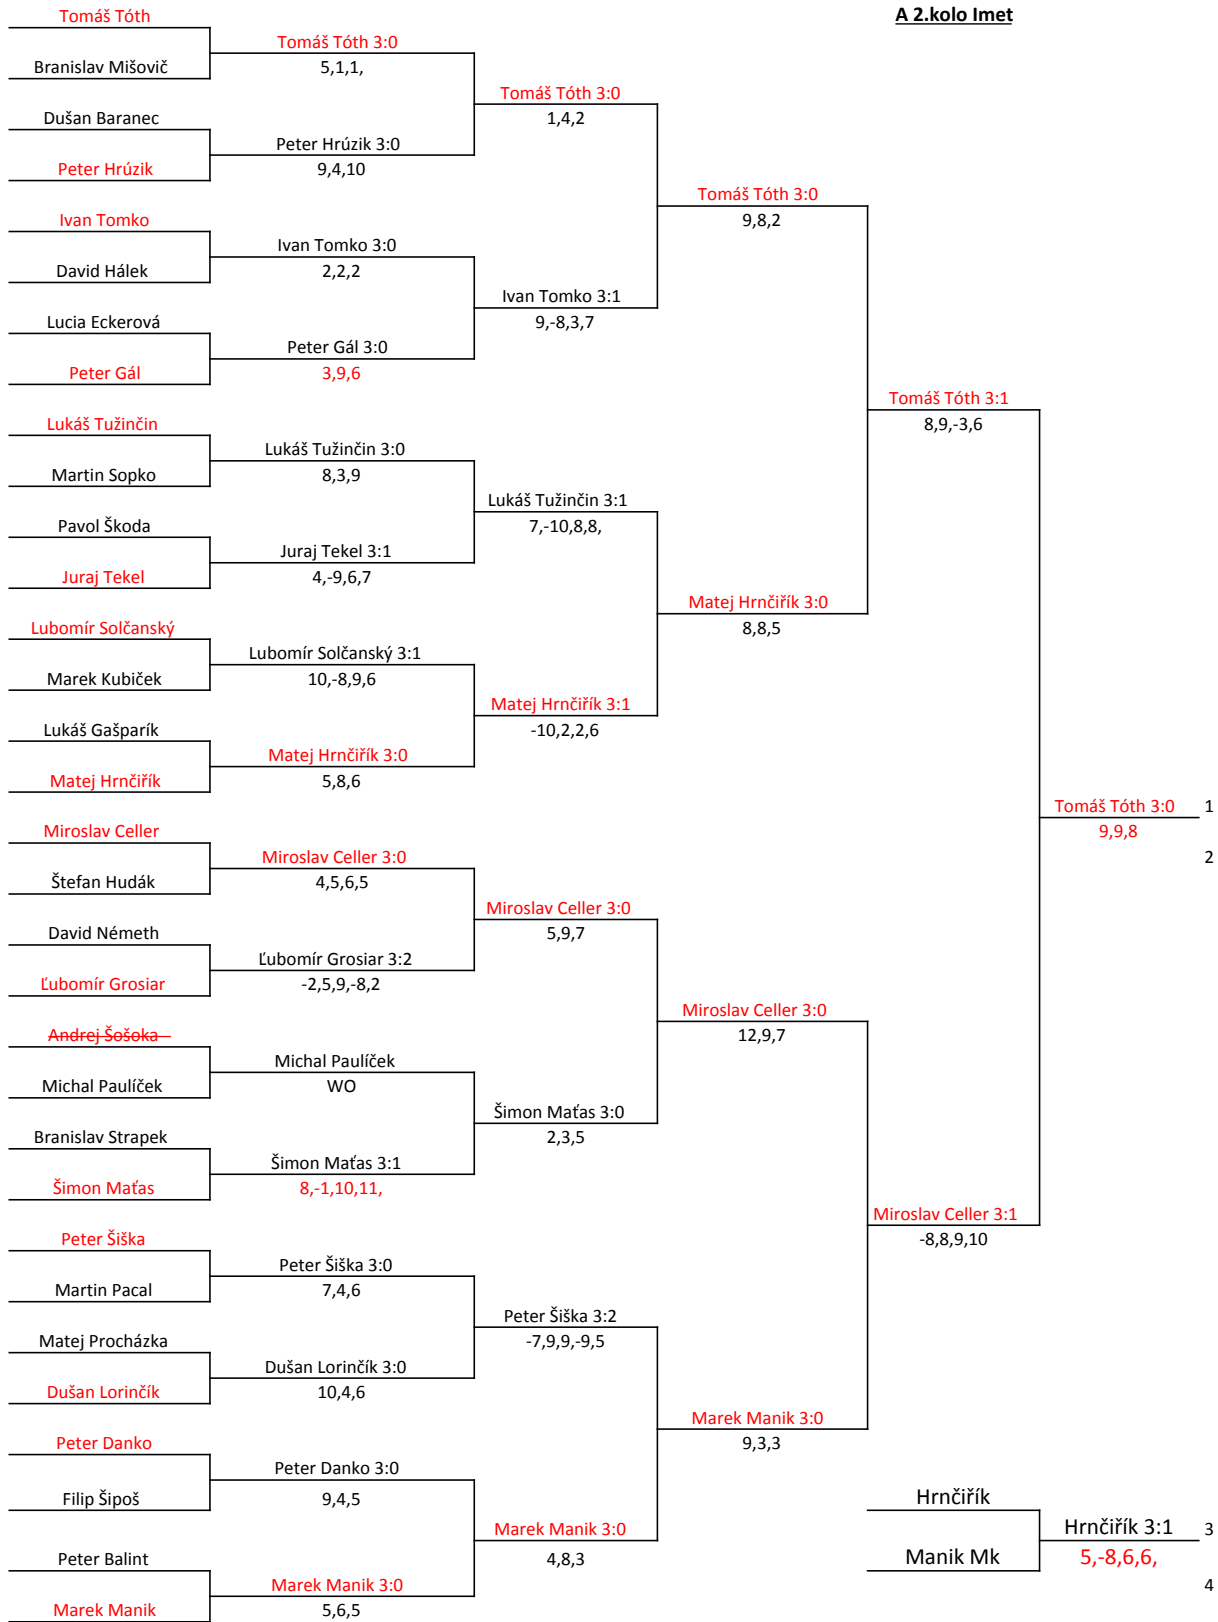 A 2.kolo Imet
Tomáš Tóth
Tomáš Tóth 3:0
Branislav Mišovič
5,1,1,
Tomáš Tóth 3:0
Dušan Baranec
1,4,2
Peter Hrúzik 3:0
Peter Hrúzik
9,4,10
Tomáš Tóth 3:0
Ivan Tomko
9,8,2
Ivan Tomko 3:0
David Hálek
2,2,2
Ivan Tomko 3:1
Lucia Eckerová
9,-8,3,7
Peter Gál 3:0
Peter Gál
3,9,6
Tomáš Tóth 3:1
Lukáš Tužinčin
8,9,-3,6
Lukáš Tužinčin 3:0
Martin Sopko
8,3,9
Lukáš Tužinčin 3:1
Pavol Škoda
7,-10,8,8,
Juraj Tekel 3:1
Juraj Tekel
4,-9,6,7
Matej Hrnčiřík 3:0
Lubomír Solčanský
8,8,5
Lubomír Solčanský 3:1
Marek Kubiček
10,-8,9,6
Matej Hrnčiřík 3:1
Lukáš Gašparík
-10,2,2,6
Matej Hrnčiřík 3:0
Matej Hrnčiřík
5,8,6
Tomáš Tóth 3:0 1
Miroslav Celler
9,9,8
Miroslav Celler 3:0
2
Štefan Hudák
4,5,6,5
Miroslav Celler 3:0
David Németh
5,9,7
Ľubomír Grosiar 3:2
Ľubomír Grosiar
-2,5,9,-8,2
Miroslav Celler 3:0
Andrej Šošoka
12,9,7
Michal Paulíček
Michal Paulíček
WO
Šimon Maťas 3:0
Branislav Strapek
2,3,5
Šimon Maťas 3:1
Šimon Maťas
8,-1,10,11,
Miroslav Celler 3:1
Peter Šiška
-8,8,9,10
Peter Šiška 3:0
Martin Pacal
7,4,6
Peter Šiška 3:2
Matej Procházka
-7,9,9,-9,5
Dušan Lorinčík 3:0
Dušan Lorinčík
10,4,6
Marek Manik 3:0
Peter Danko
9,3,3
Peter Danko 3:0
Filip Šipoš
9,4,5
Hrnčiřík
Marek Manik 3:0
Hrnčiřík 3:1 3
Peter Balint
4,8,3
Manik Mk
5,-8,6,6,
Marek Manik 3:0
4
Marek Manik
5,6,5